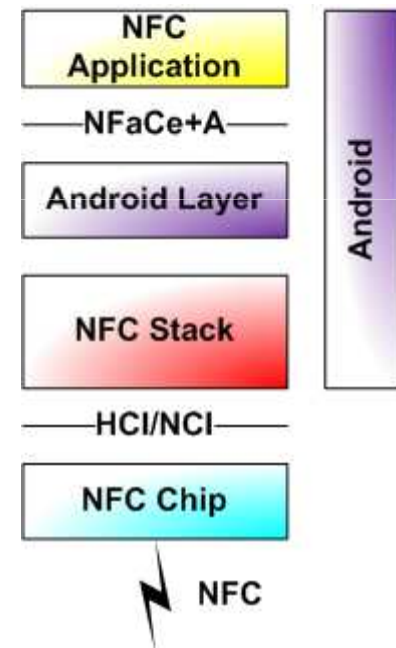 NFC
Application
NFaCe+A
Android Layer
NFC Stack
HCI/NCI
NFC Chip
NFC
Android